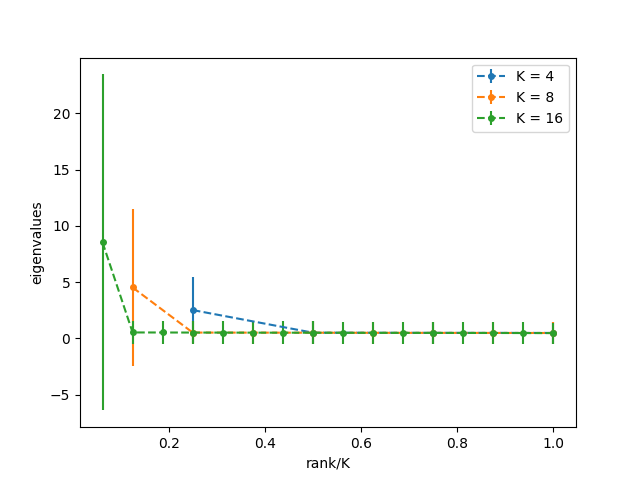 K = 4
K = 8
K = 16
eigenvalues
20
15
10
5
0
−5
0.2 0.4 0.6 0.8 1.0
rank/K